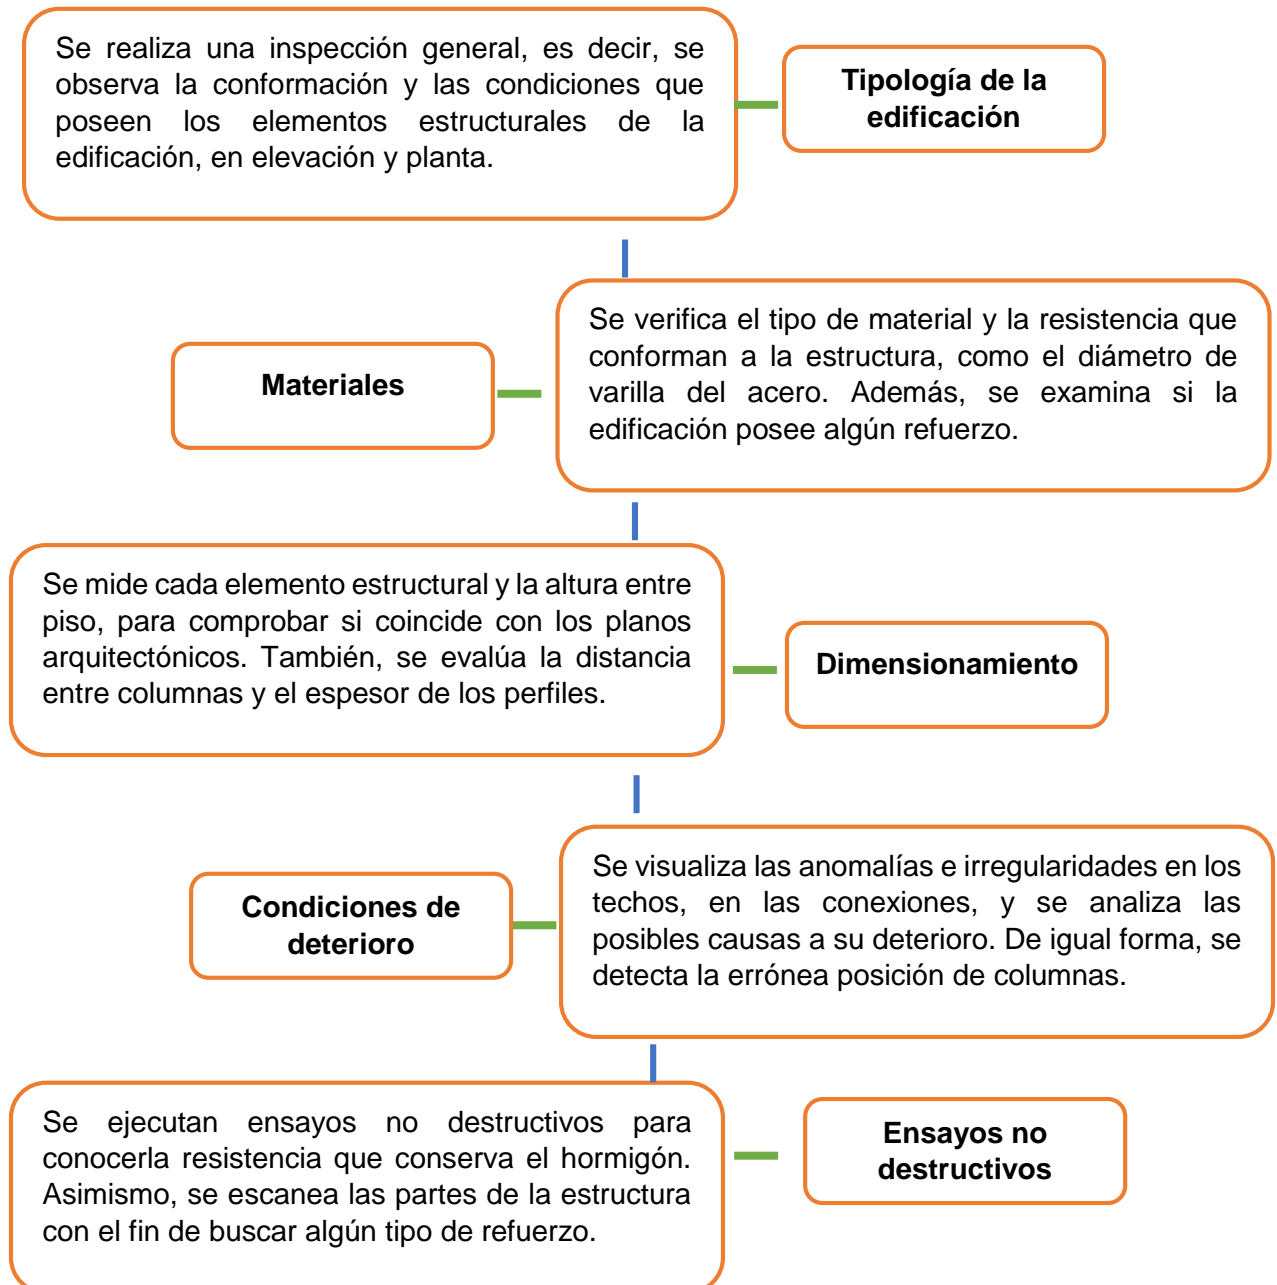 Se realiza una inspección general, es decir, se
observa la conformación y las condiciones que
poseen los elementos estructurales de la
edificación, en elevación y planta.
Tipología de la
edificación
Materiales
Se verifica el tipo de material y la resistencia que
conforman a la estructura, como el diámetro de
varilla del acero. Además, se examina si la
edificación posee algún refuerzo.
Se mide cada elemento estructural y la altura entre
piso, para comprobar si coincide con los planos
arquitectónicos. También, se evalúa la distancia
entre columnas y el espesor de los perfiles.
Dimensionamiento
Condiciones de
deterioro
Se visualiza las anomalías e irregularidades en los
techos, en las conexiones, y se analiza las
posibles causas a su deterioro. De igual forma, se
detecta la errónea posición de columnas.
Se ejecutan ensayos no destructivos para
conocerla resistencia que conserva el hormigón.
Asimismo, se escanea las partes de la estructura
con el fin de buscar algún tipo de refuerzo.
Ensayos no
destructivos